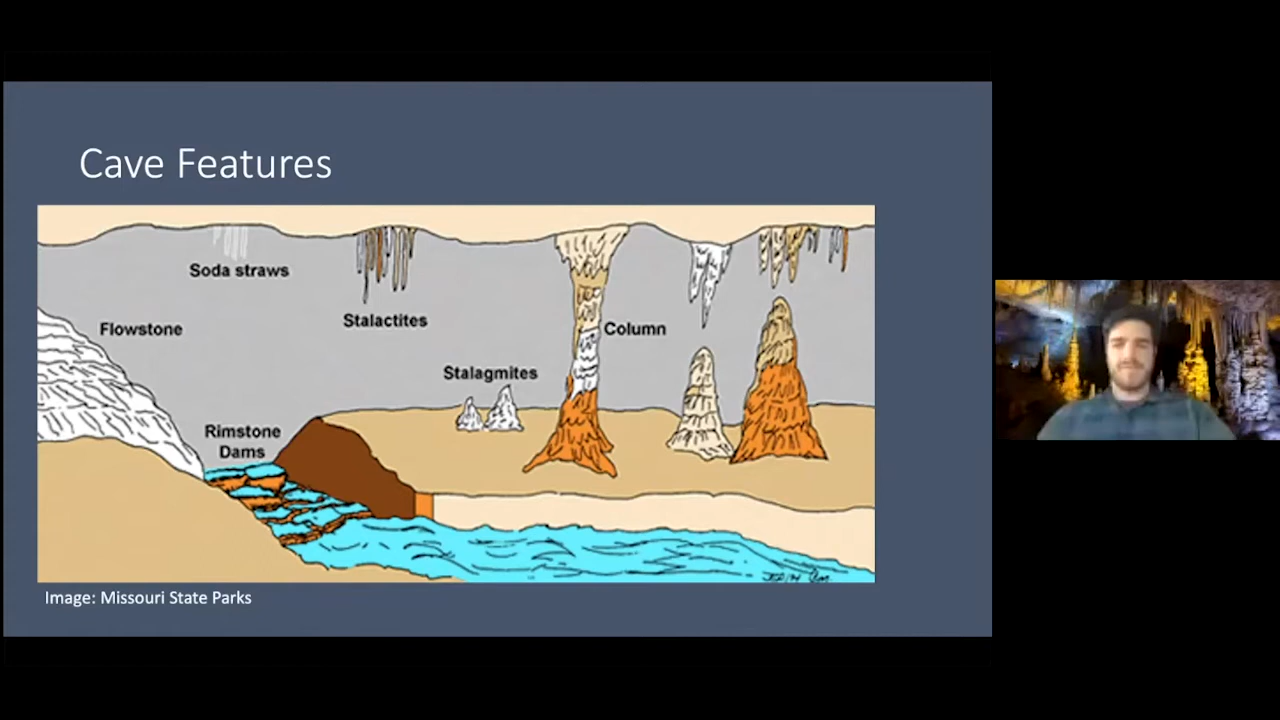 Cave Features
Soda straws
Stalactites
Flowstone
Column
Stalagmites
Rimstone
Dams
Image: Missouri State Parks